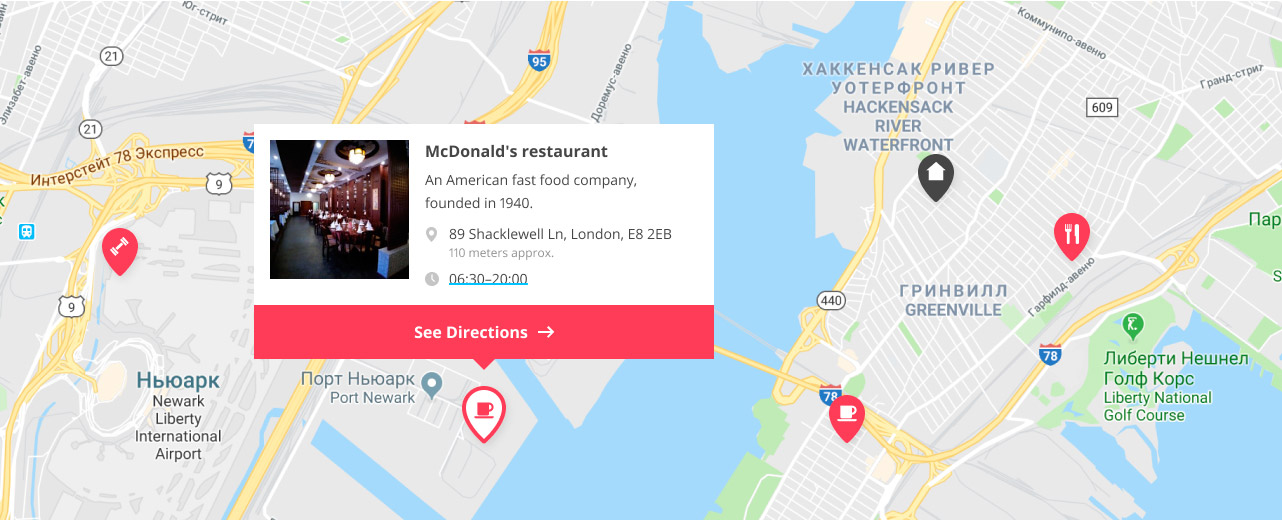 Юг-стрит
Коммунипо-авеню
21
95
Элизабет-авеню
Доремус-авеню
Гранд-стрит
ХАККЕНСАК РИВЕР
УОТЕРФРОНТ
HACKENSACK
RIVER
WATERFRONT
609
21
Интерстейт 78 Экспресс
9
McDonald's restaurant
An American fast food company,
founded in 1940.
89 Shacklewell Ln, London, E8 2EB
110 meters approx.
06:30–20:00
See Directions
Пар
9
440
ГРИНВИЛЛ
GREENVILLE
Гарфилд-авеню
78
Либерти Нешнел
Гольф Корс
Liberty National
Golf Course
Ньюарк
Newark
Liberty
International
Airport
Порт Ньюарк
Port Newark
78